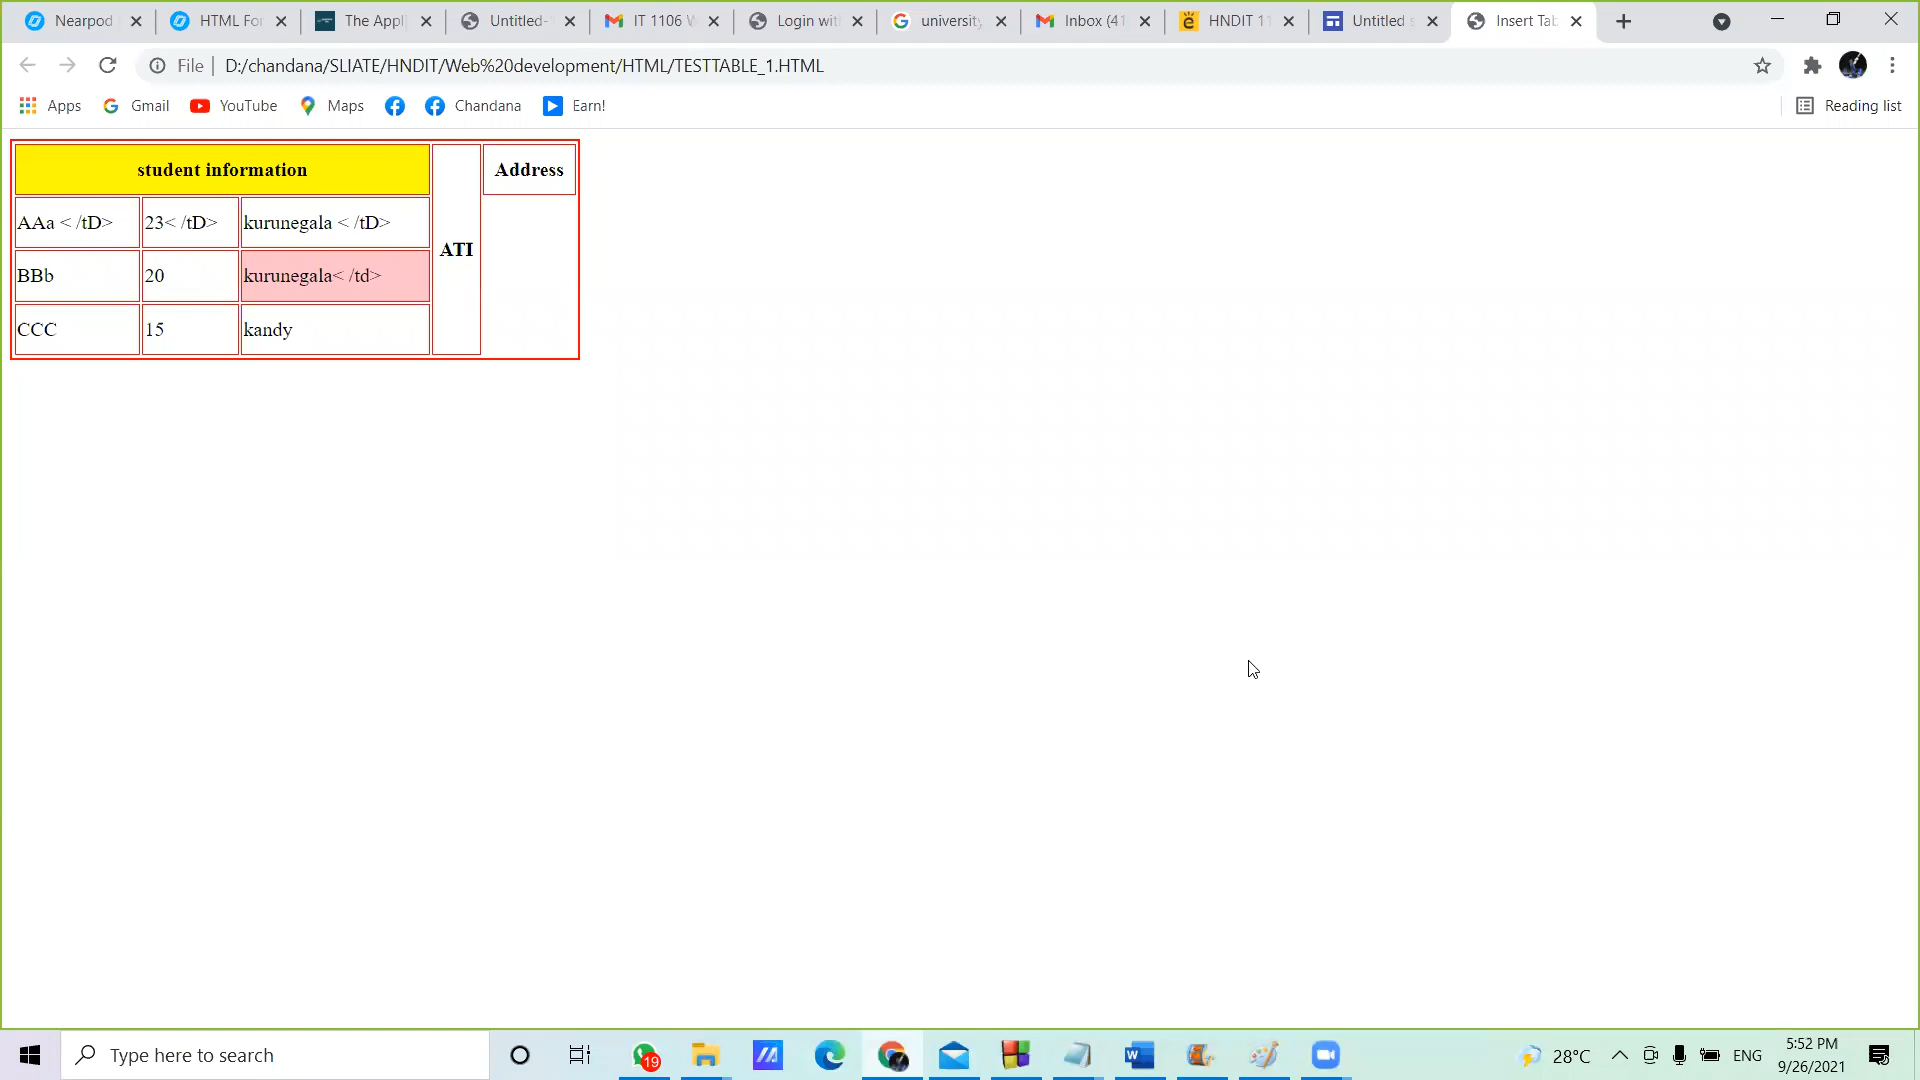 Nearpod HTML For The Appl Untitled- IT 1106 W Login wit university Inbox (41 HNDIT 11 Untitled s Insert Tab
File D:/chandana/SLIATE/HNDIT/Web%20development/HTML/TESTTABLE_1.HTML
Apps Gmail YouTube Maps Chandana Earn! Reading list
student information ATI Address
AAa < /tD> 23< /tD> kurunegala < /tD>
BBb 20 kurunegala< /td>
CCC 15 kandy
Type here to search 19 28°C ENG 5:52 PM
9/26/2021